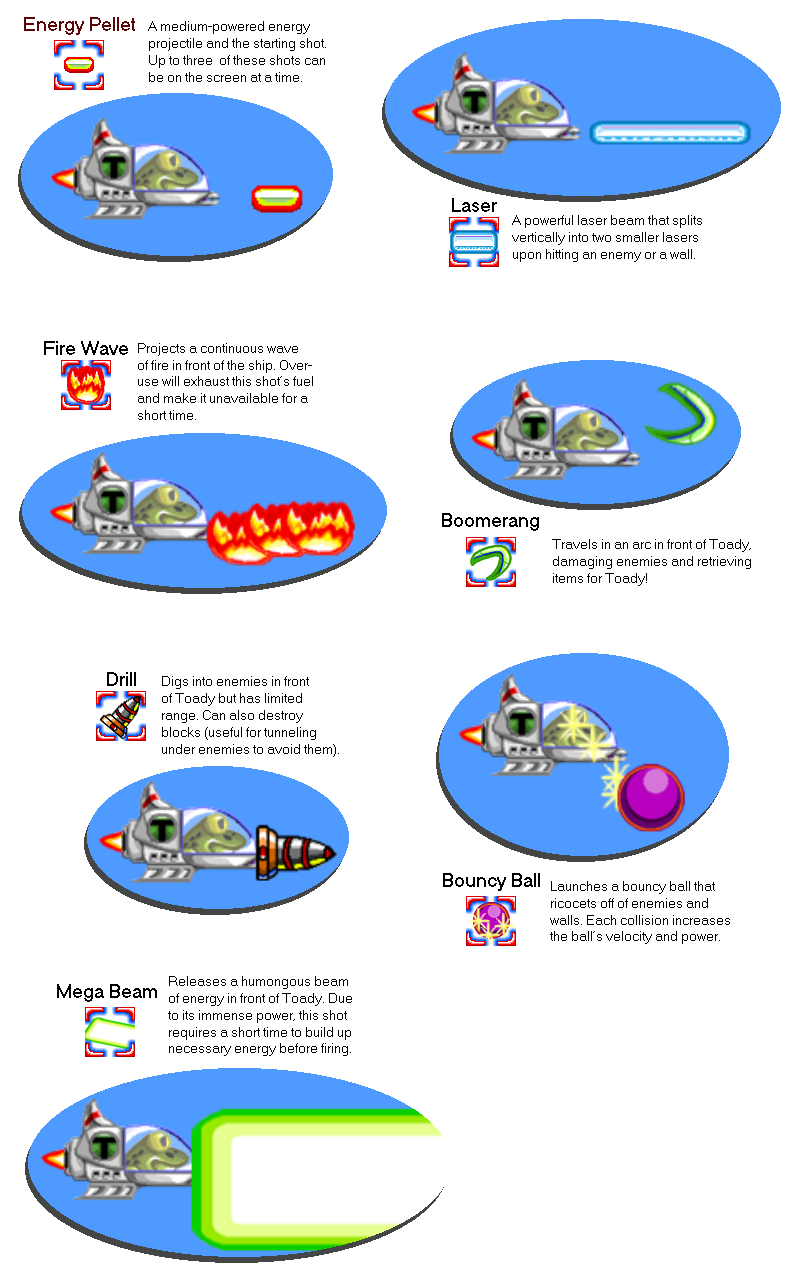 Energy Pellet
A medium-powered energy
projectile and the starting shot.
Up to three of these shots can
be on the screen at a time.
T
T
Laser
A powerful laser beam that splits
vertically into two smaller lasers
upon hitting an enemy or a wall.
Fire Wave
Projects a continuous wave
of fire in front of the ship. Over-
use will exhaust this shot's fuel
and make it unavailable for a
short time.
T
T
Boomerang
Travels in an arc in front of Toady,
damaging enemies and retrieving
items for Toady!
Drill
Digs into enemies in front
of Toady but has limited
range. Can also destroy
blocks (useful for tunneling
under enemies to avoid them).
T
T
Bouncy Ball
Launches a bouncy ball that
ricocets off of enemies and
walls. Each collision increases
the ball's velocity and power.
Mega Beam
Releases a humongous beam
of energy in front of Toady. Due
to its immense power, this shot
requires a short time to build up
necessary energy before firing.
T